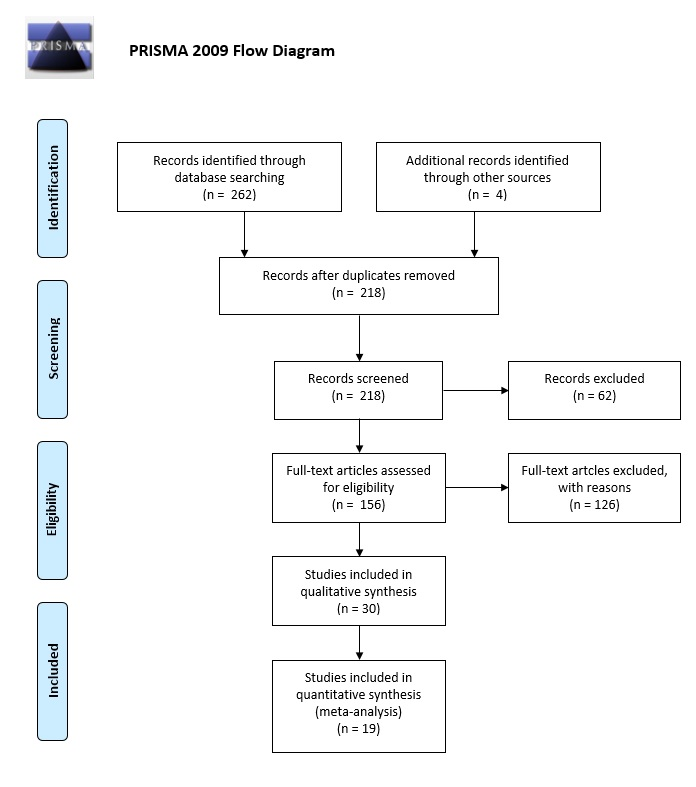 PRISMA
PRISMA 2009 Flow Diagram
Identification
Records identified through
database searching
(n = 262)
Additional records identified
through other sources
(n = 4)
Records after duplicates removed
(n = 218)
Screening
Records screened
(n = 218)
Records excluded
(n = 62)
Eligibility
Full-text articles assessed
for eligibility
(n = 156)
Full-text artcles excluded,
with reasons
(n = 126)
Studies included in
qualitative synthesis
(n = 30)
Included
Studies included in
quantitative synthesis
(meta-analysis)
(n = 19)